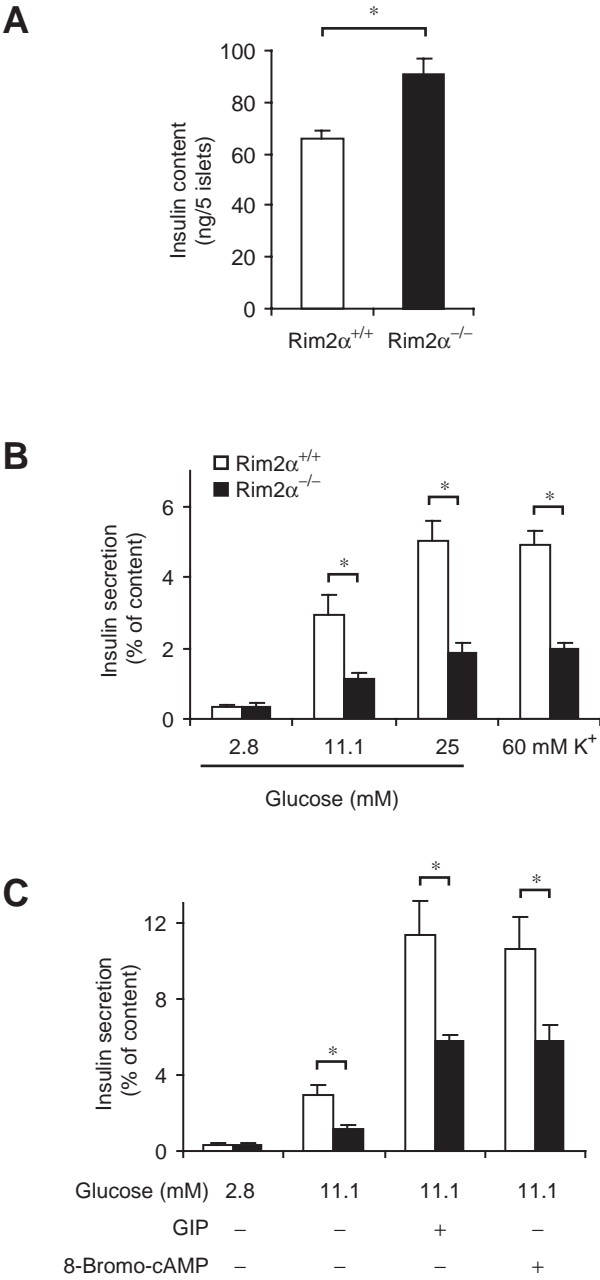 A
*
100
80
60
40
20
0
Insulin content
(ng/5 islets)
Rim2α+/+ Rim2α−/−
B
Rim2α+/+
Rim2α−/−
* * *
6
4
2
0
Insulin secretion
(% of content)
2.8 11.1 25 60 mM K+
Glucose (mM)
C
* * *
12
8
4
0
Insulin secretion
(% of content)
Glucose (mM) 2.8 11.1 11.1 11.1
GIP − − + −
8-Bromo-cAMP − − − +